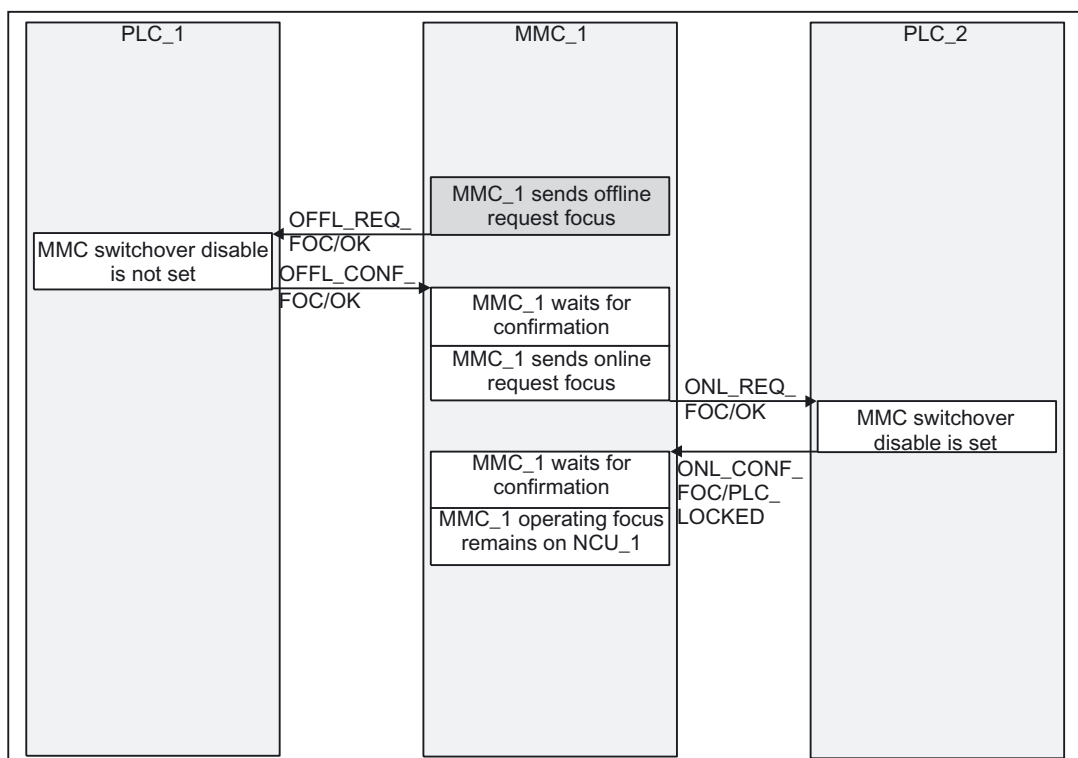 PLC_1
MMC_1
PLC_2
MMC_1 sends offline
request focus
OFFL_REQ_
FOC/OK
MMC switchover disable
is not set
OFFL_CONF_
FOC/OK
MMC_1 waits for
confirmation
MMC_1 sends online
request focus
ONL_REQ_
FOC/OK
MMC switchover
disable is set
ONL_CONF_
FOC/PLC_
LOCKED
MMC_1 waits for
confirmation
MMC_1 operating focus
remains on NCU_1